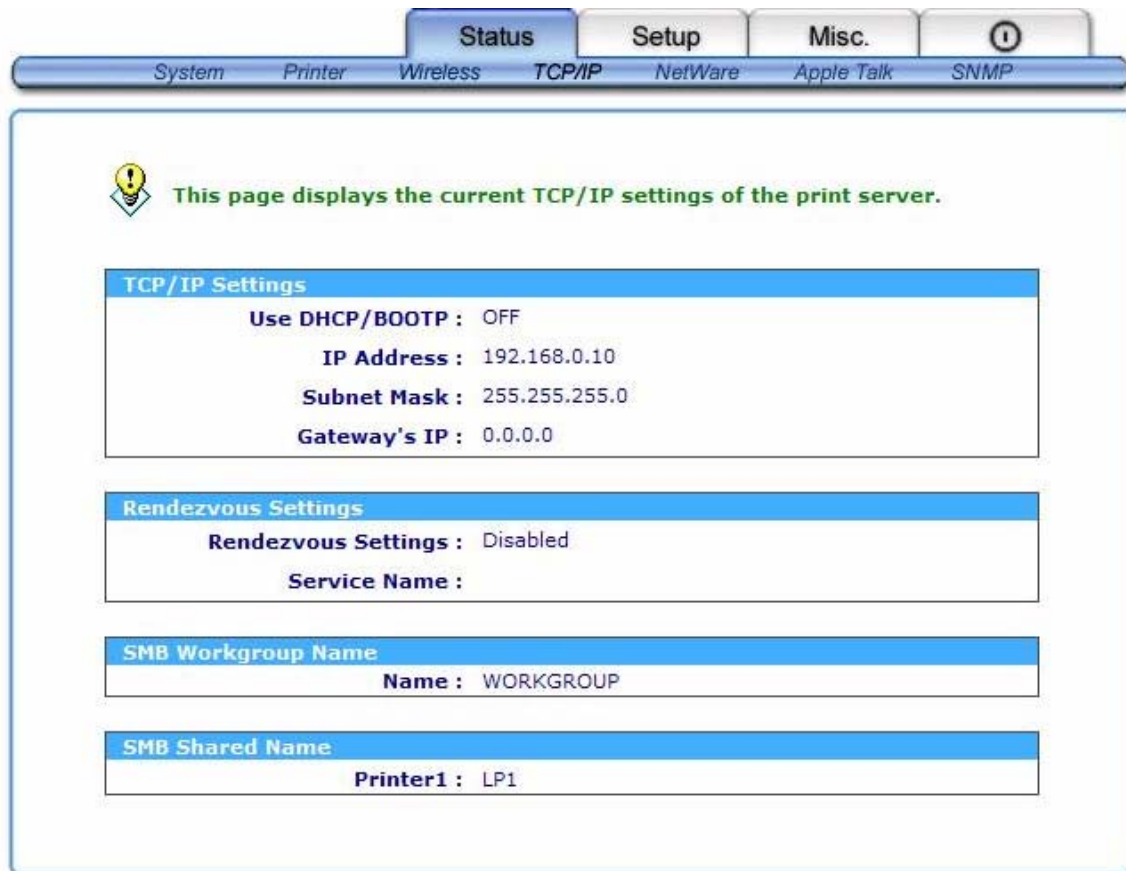 Status Setup Misc.
System Printer Wireless TCP/IP NetWare Apple Talk SNMP
This page displays the current TCP/IP settings of the print server.
TCP/IP Settings
Use DHCP/BOOTP : OFF
IP Address : 192.168.0.10
Subnet Mask : 255.255.255.0
Gateway's IP : 0.0.0.0
Rendezvous Settings
Rendezvous Settings : Disabled
Service Name :
SMB Workgroup Name
Name : WORKGROUP
SMB Shared Name
Printer1 : LP1